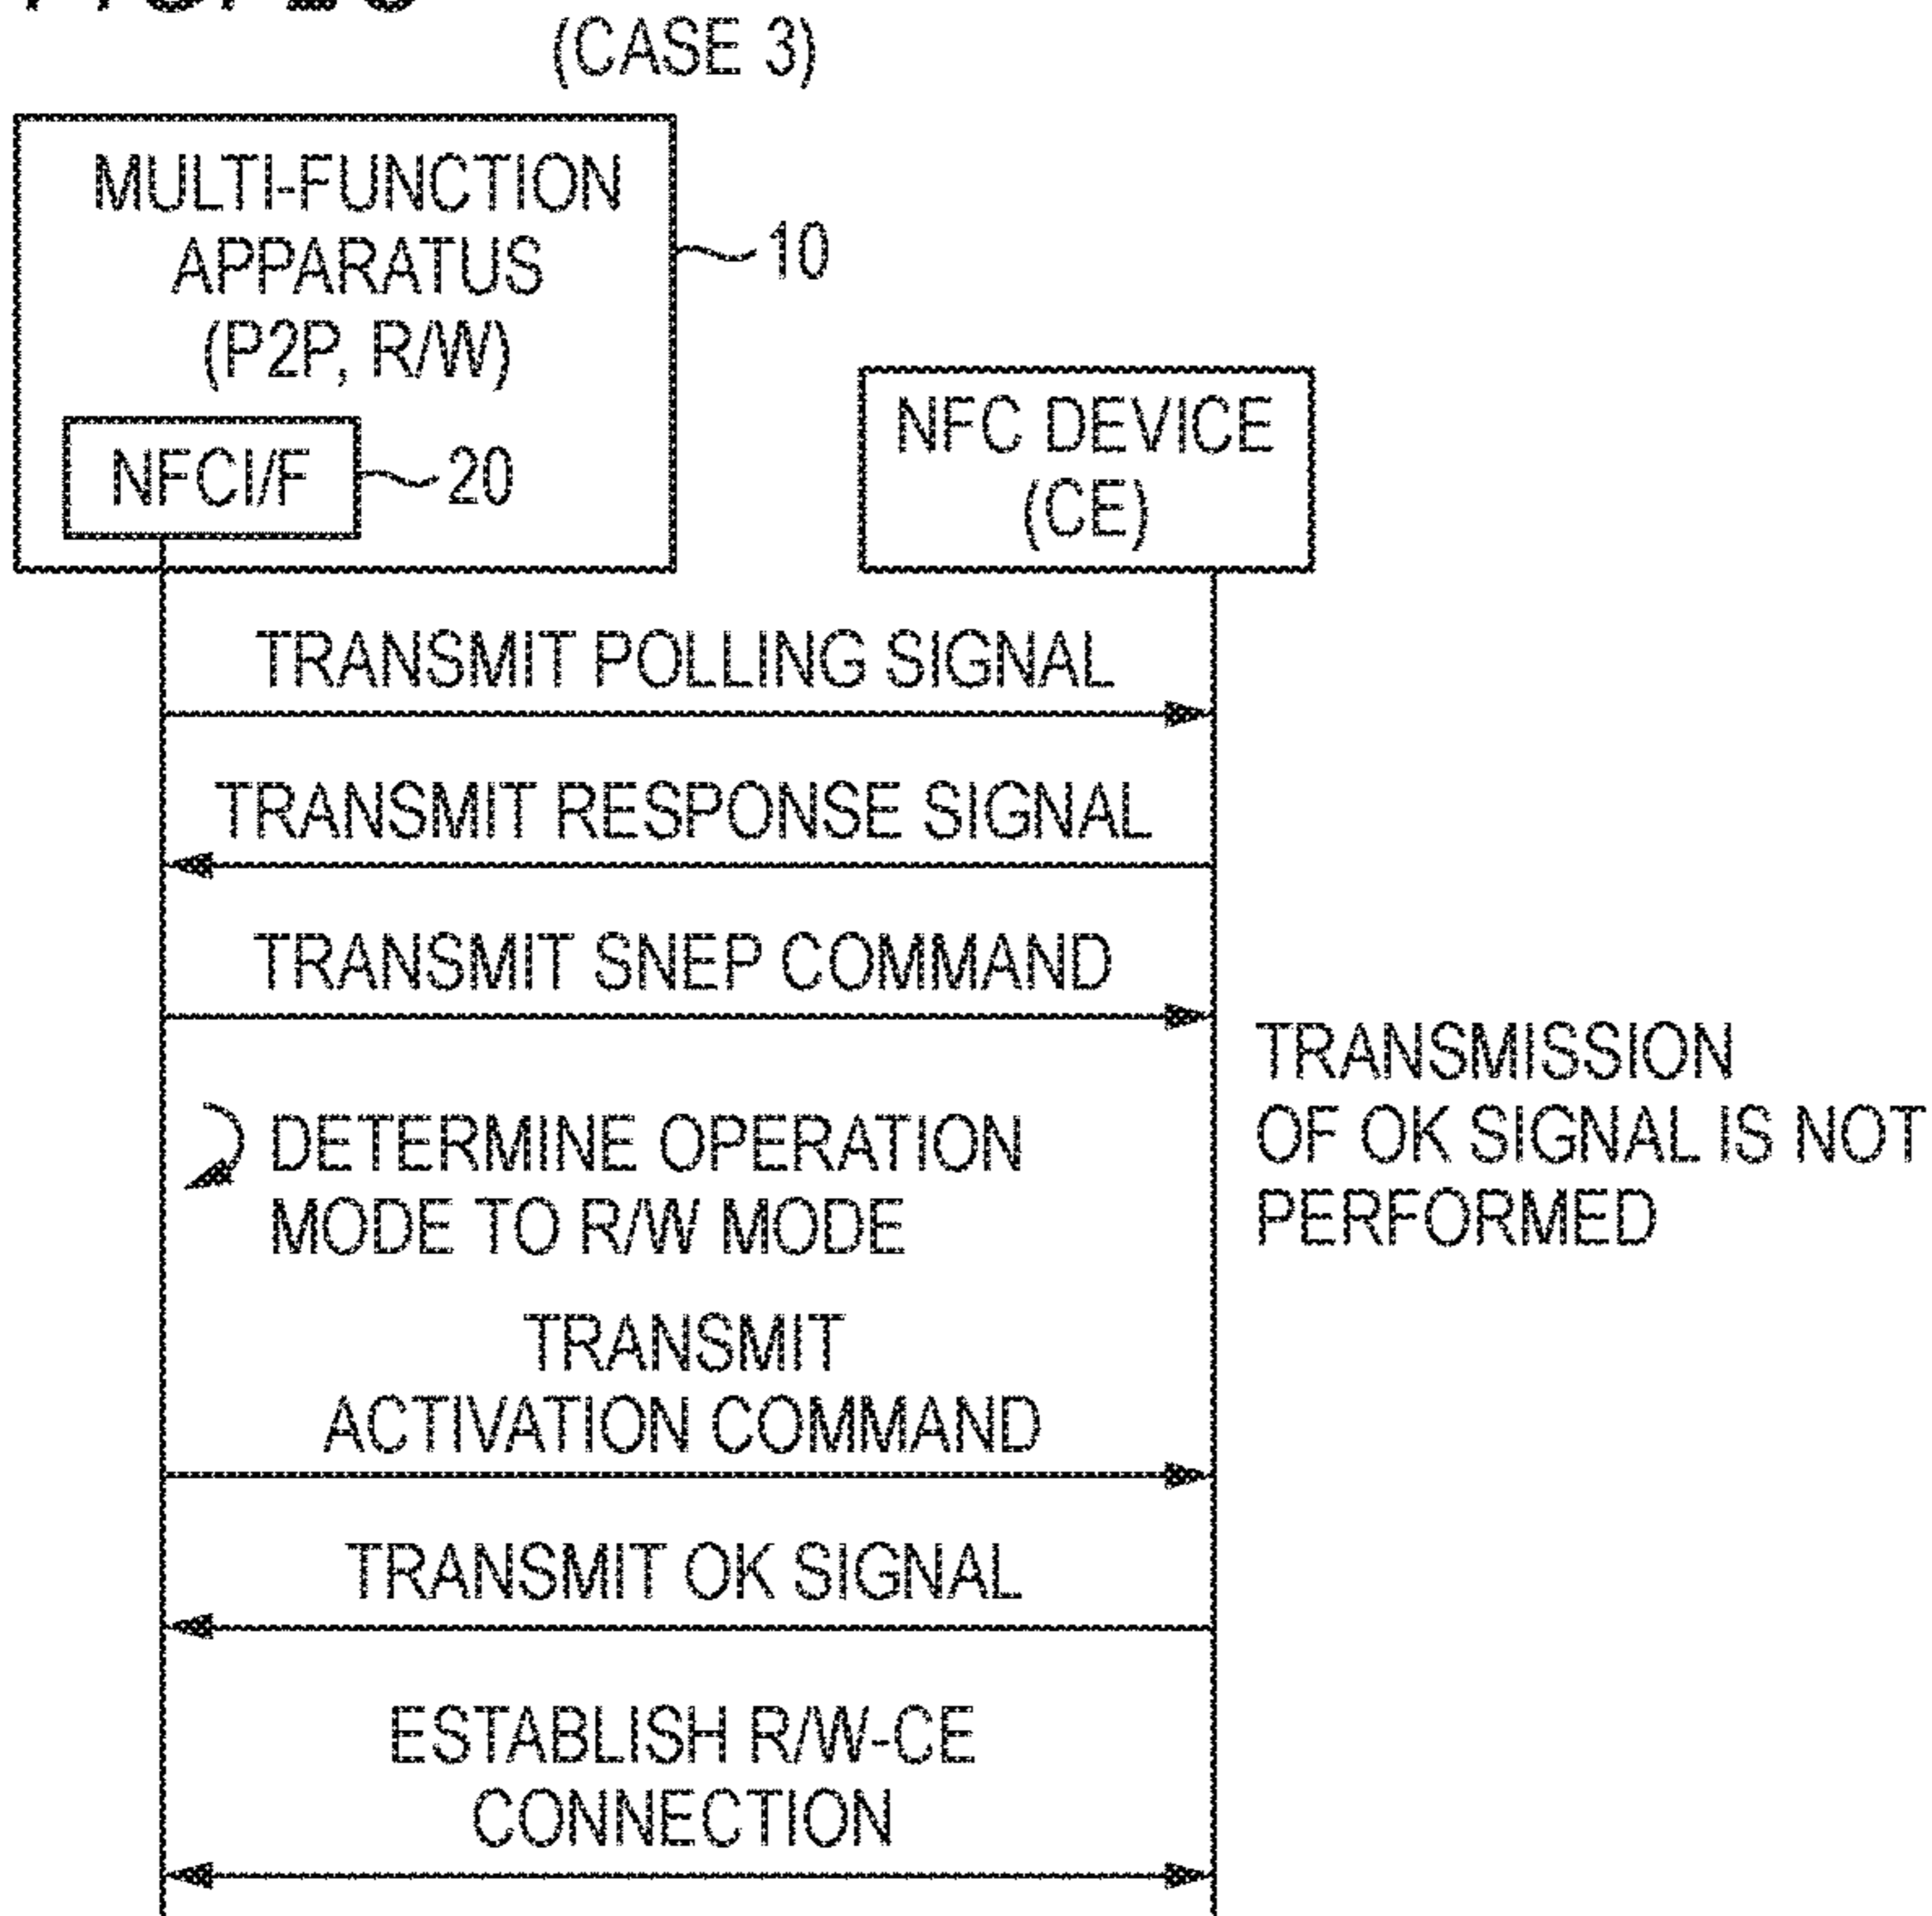 (CASE 3)
MULTI-FUNCTION
APPARATUS
(P2P, R/W)
10
NFCI/F
20
NFC DEVICE
(CE)
TRANSMIT POLLING SIGNAL
TRANSMIT RESPONSE SIGNAL
TRANSMIT SNEP COMMAND
TRANSMISSION
OF OK SIGNAL IS NOT
PERFORMED
DETERMINE OPERATION
MODE TO R/W MODE
TRANSMIT
ACTIVATION COMMAND
TRANSMIT OK SIGNAL
ESTABLISH R/W-CE
CONNECTION